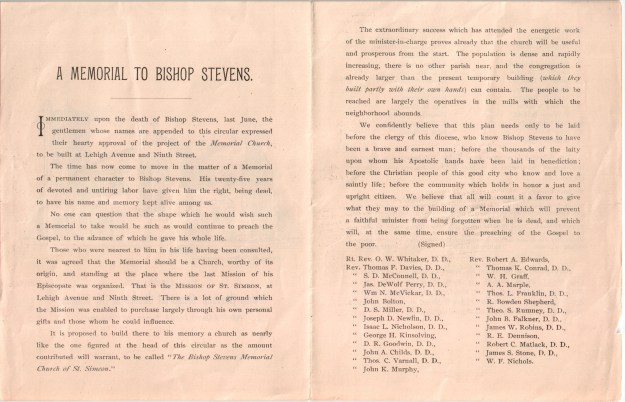 A MEMORIAL TO BISHOP STEVENS.
IMMEDIATELY upon the death of Bishop Stevens, last June, the
gentlemen whose names are appended to this circular expressed
their hearty approval of the project of the Memorial Church,
to be built at Lehigh Avenue and Ninth Street.
The time has now come to move in the matter of a Memorial
of a permanent character to Bishop Stevens. His twenty-five years
of devoted and untiring labor have given him the right, being dead,
to have his name and memory kept alive among us.
No one can question that the shape which he would wish such
a Memorial to take would be such as would continue to preach the
Gospel, to the advance of which he gave his whole life.
Those who were nearest to him in his life having been consulted,
it was agreed that the Memorial should be a Church, worthy of its
origin, and standing at the place where the last Mission of his
Episcopate was organised. That is the MISSION OF ST. SIMEON, at
Lehigh Avenue and Ninth Street. There is a lot of ground which
the Mission was enabled to purchase largely through his own personal
gifts and those whom he could influence.
It is proposed to build there to his memory a church as nearly
like the one figured at the head of this circular as the amount
contributed will warrant, to be called "The Bishop Stevens Memorial
Church of St. Simeon."
The extraordinary success which has attended the energetic work
of the minister-in-charge proves already that the church will be useful
and prosperous from the start. The population is dense and rapidly
increasing, there is no other parish near, and the congregation is
already larger than the present temporary building (which they
built partly with their own hands) can contain. The people to be
reached are largely the operatives in the mills with which the
neighborhood abounds.
We confidently believe that this plan needs only to be laid
before the clergy of this diocese, who know Bishop Stevens to have
been a brave and earnest man; before the thousands of the laity
upon whom his Apostolic hands have been laid in benediction;
before the Christian people of this good city who know and love a
saintly life; before the community which holds in honor a just and
upright citizen. We believe that all will count it a favor to give
what they may to the building of a Memorial which will prevent
a faithful minister from being forgotten when he is dead, and which
will, at the same time, ensure the preaching of the Gospel to
the poor. (Signed)
Rt. Rev. O. W. Whitaker, D. D.,
Rev. Thomas F. Davies, D. D.,
" S. D. McConnell, D. D.,
" Jas. DeWolf Perry, D. D.,
" Wm N. McVickar, D. D.,
" John Bolton,
" D. S. Miller, D. D.,
" Joseph D. Newlin, D. D.,
" Isaac L. Nicholson, D. D.,
" George H. Kinsolving,
" D. R. Goodwin, D. D.,
" John A. Childs, D. D.,
" Thos. C. Yarnall, D. D.,
" John K. Murphy,
Rev. Robert A. Edwards,
" Thomas K. Conrad, D. D.,
" W. H. Graff,
" A. A. Marple,
" Thos. L. Franklin, D. D.,
" R. Bowden Shepherd,
" Theo. S. Rumney, D. D.,
" John B. Falkner, D. D.,
" James W. Robins, D. D.,
" R. E. Dennison,
" Robert C. Matlack, D. D.,
" James S. Stone, D. D.,
" W. F. Nichols.